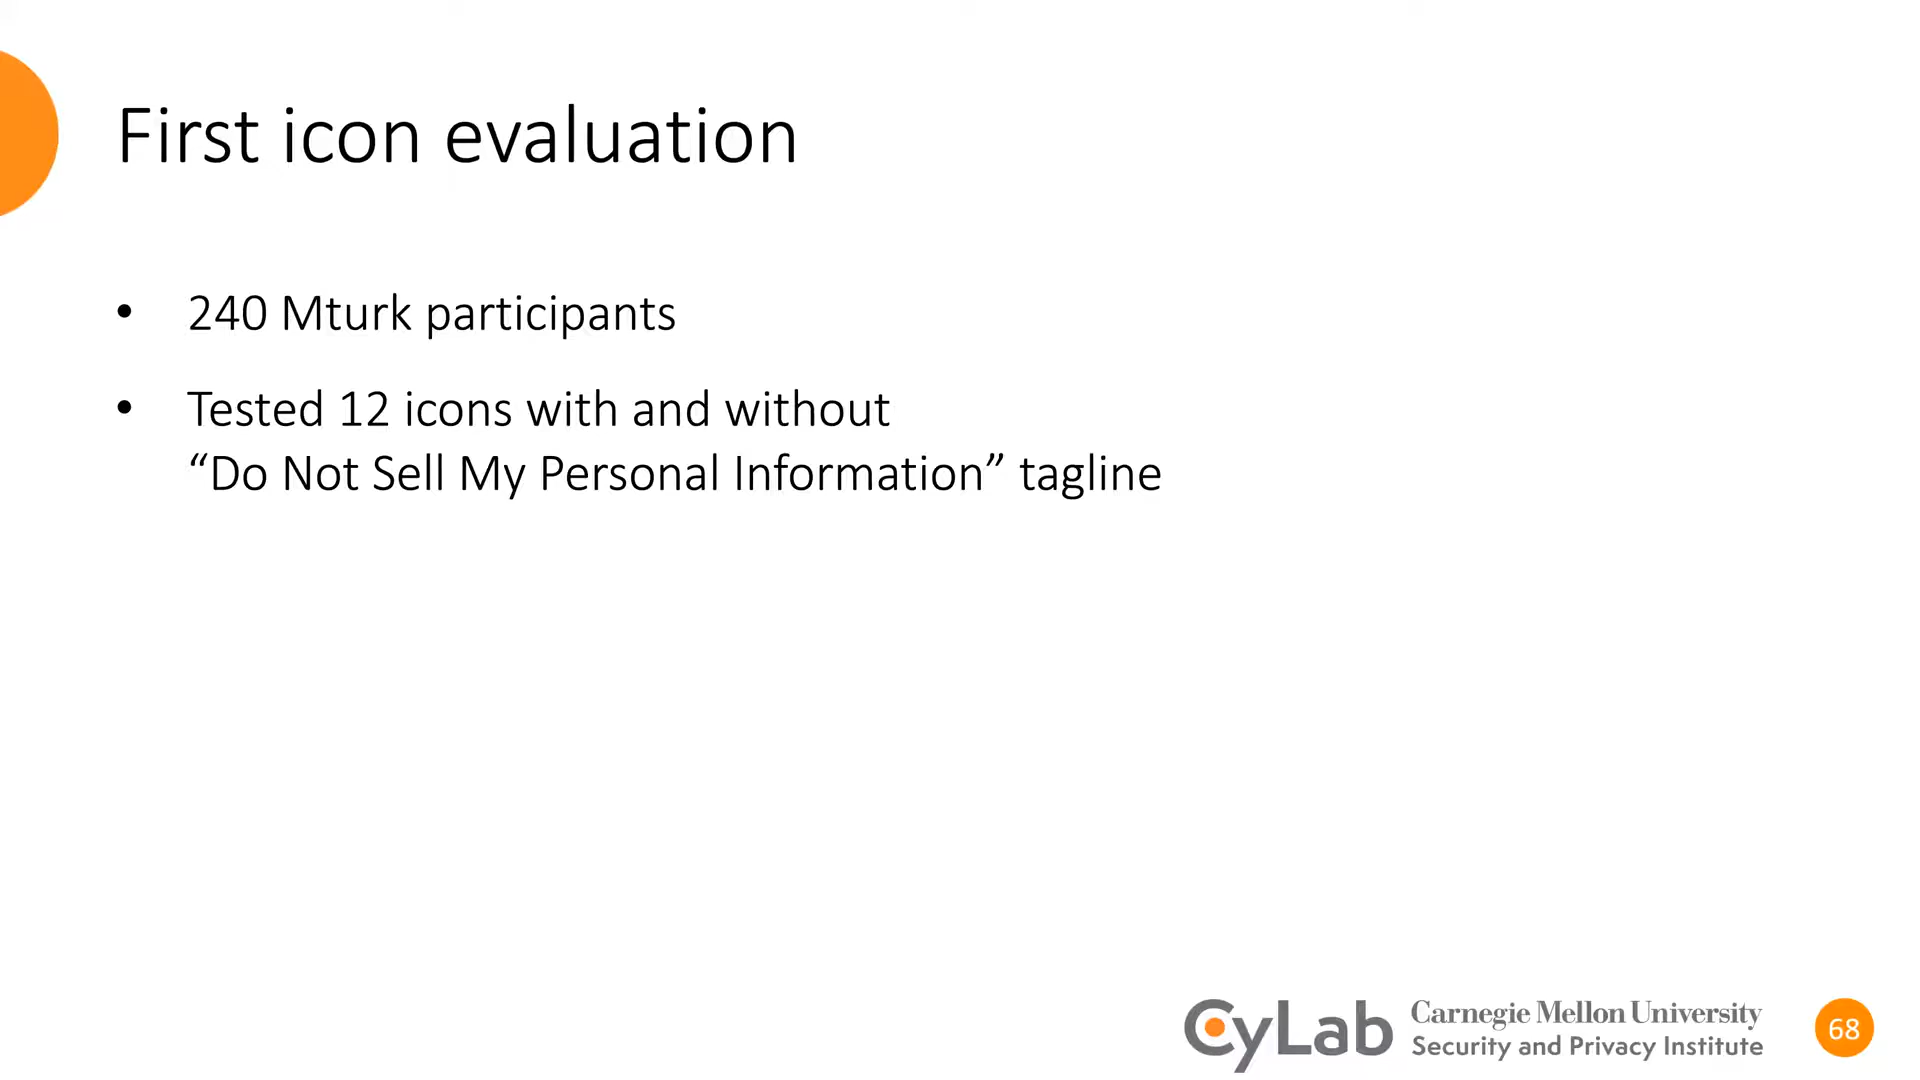 First icon evaluation
• 240 Mturk participants
• Tested 12 icons with and without
“Do Not Sell My Personal Information” tagline
CyLab
Carnegie Mellon University
Security and Privacy Institute
68